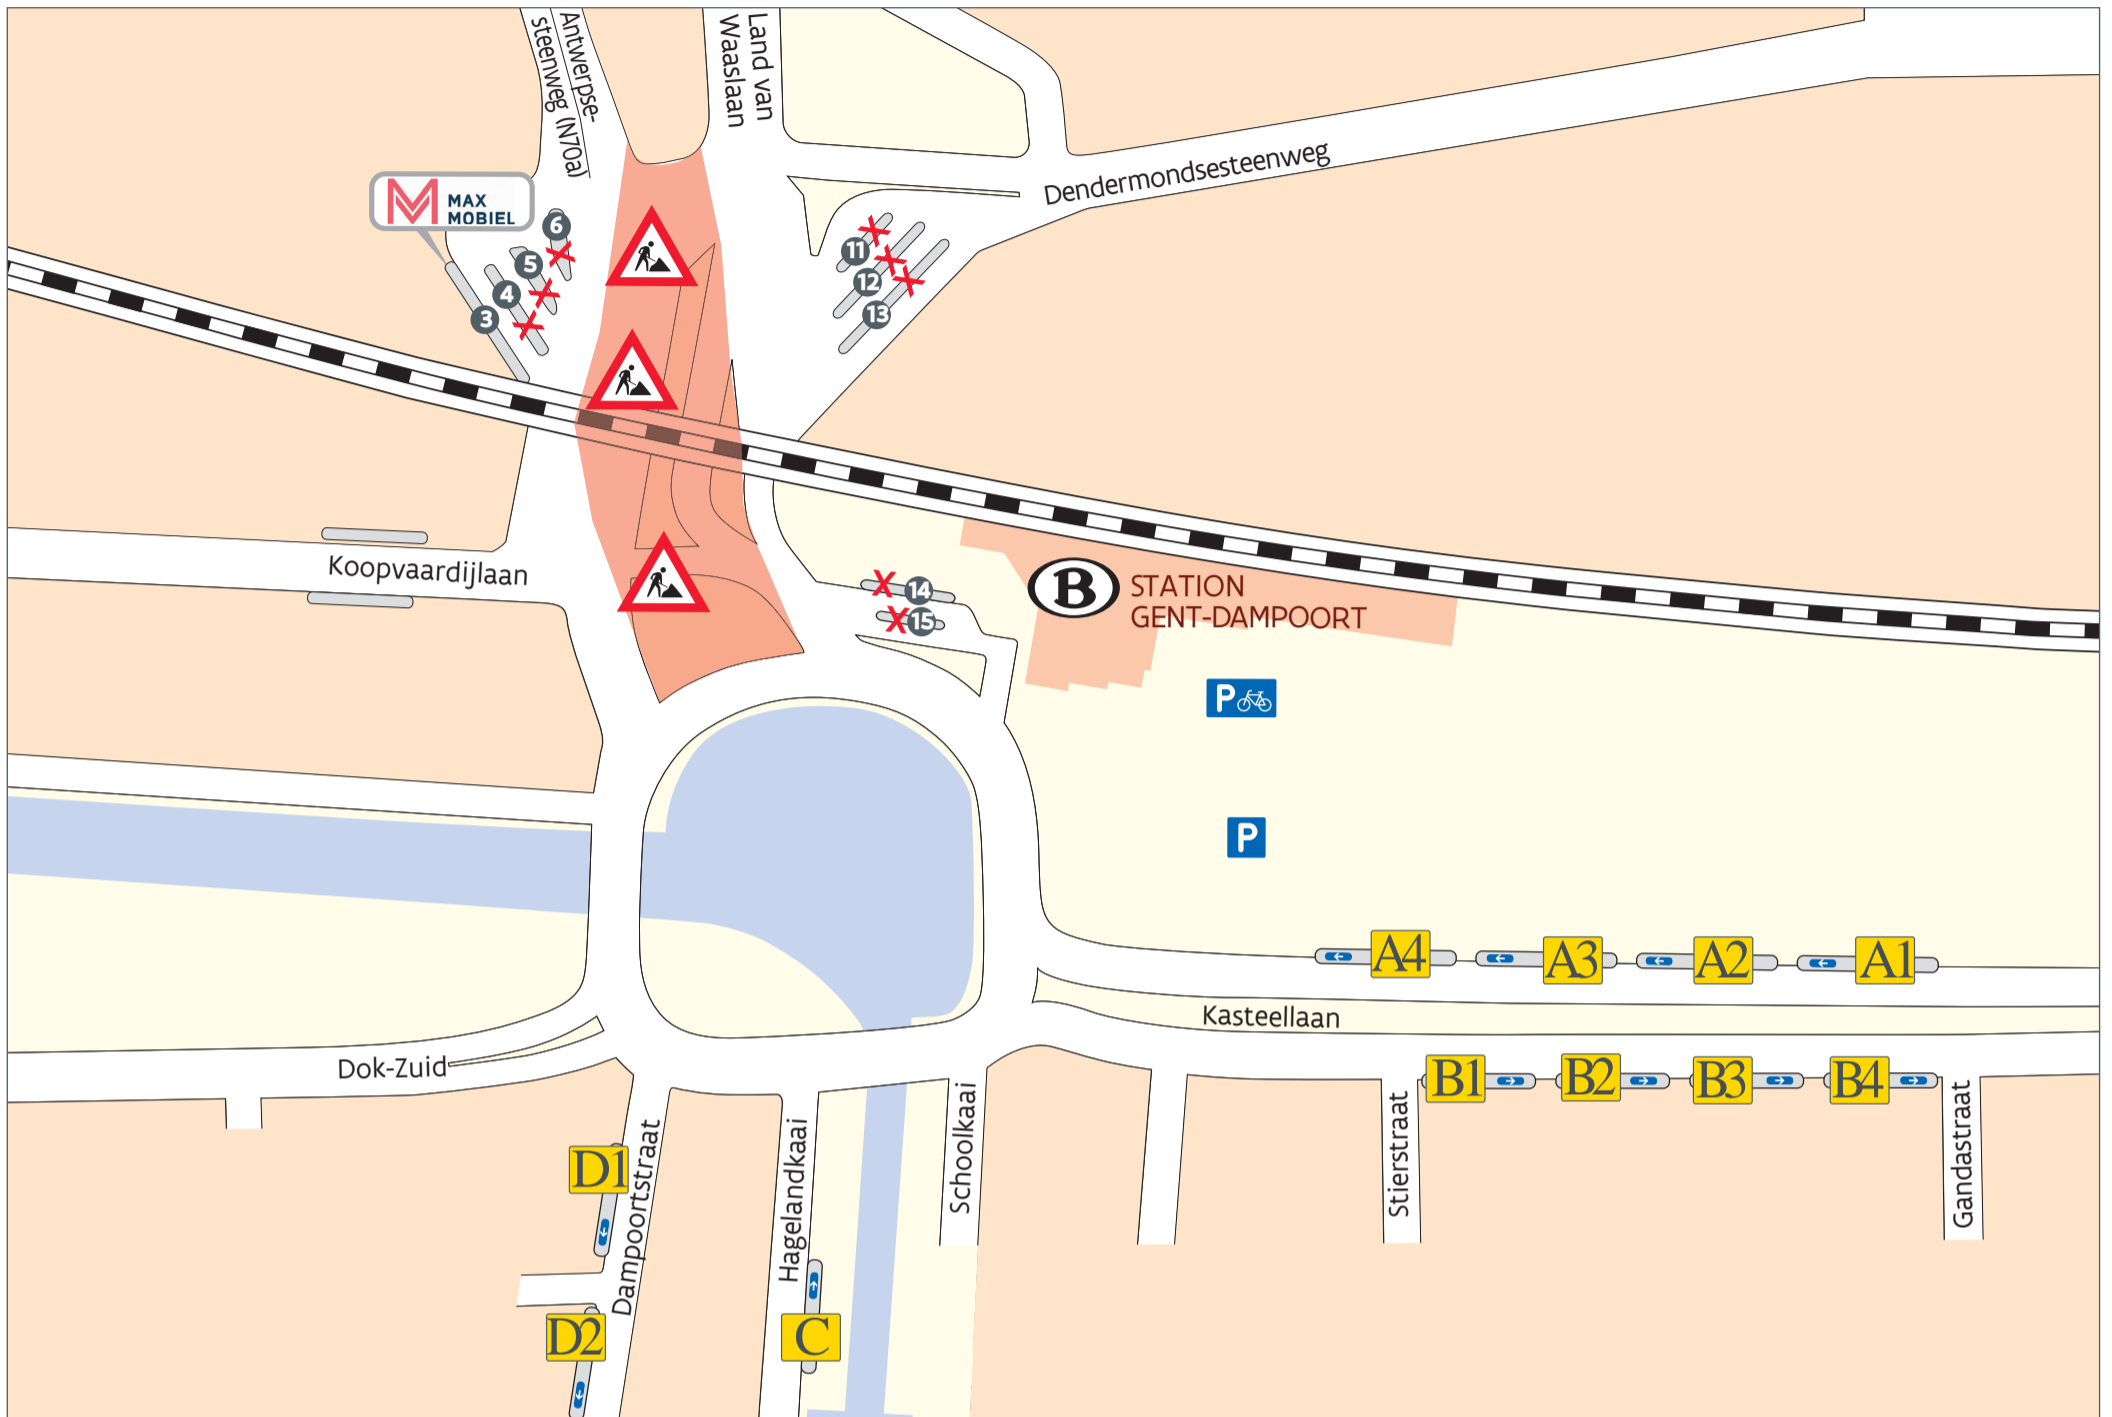 Antwerpse-
steenweg (N70a)
Land van
Waaslaan
Dendermondsesteenweg
MAX
MOBIEL
6
5
4
3
11
12
13
Koopvaardijlaan
14
15
B
STATION
GENT-DAMPOORT
P
P
A4
A3
A2
A1
Kasteellaan
Dok-Zuid
B1
B2
B3
B4
D1
Dampoortstraat
Hagelandkaai
Schoolkaai
Stierstraat
Gandastraat
D2
C